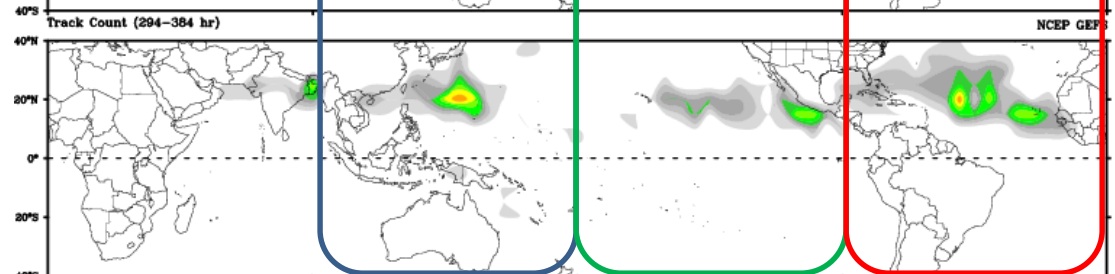 40°S
Track Count (294–384 hr)
NCEP GEFS
40°N
20°N
0°
20°S